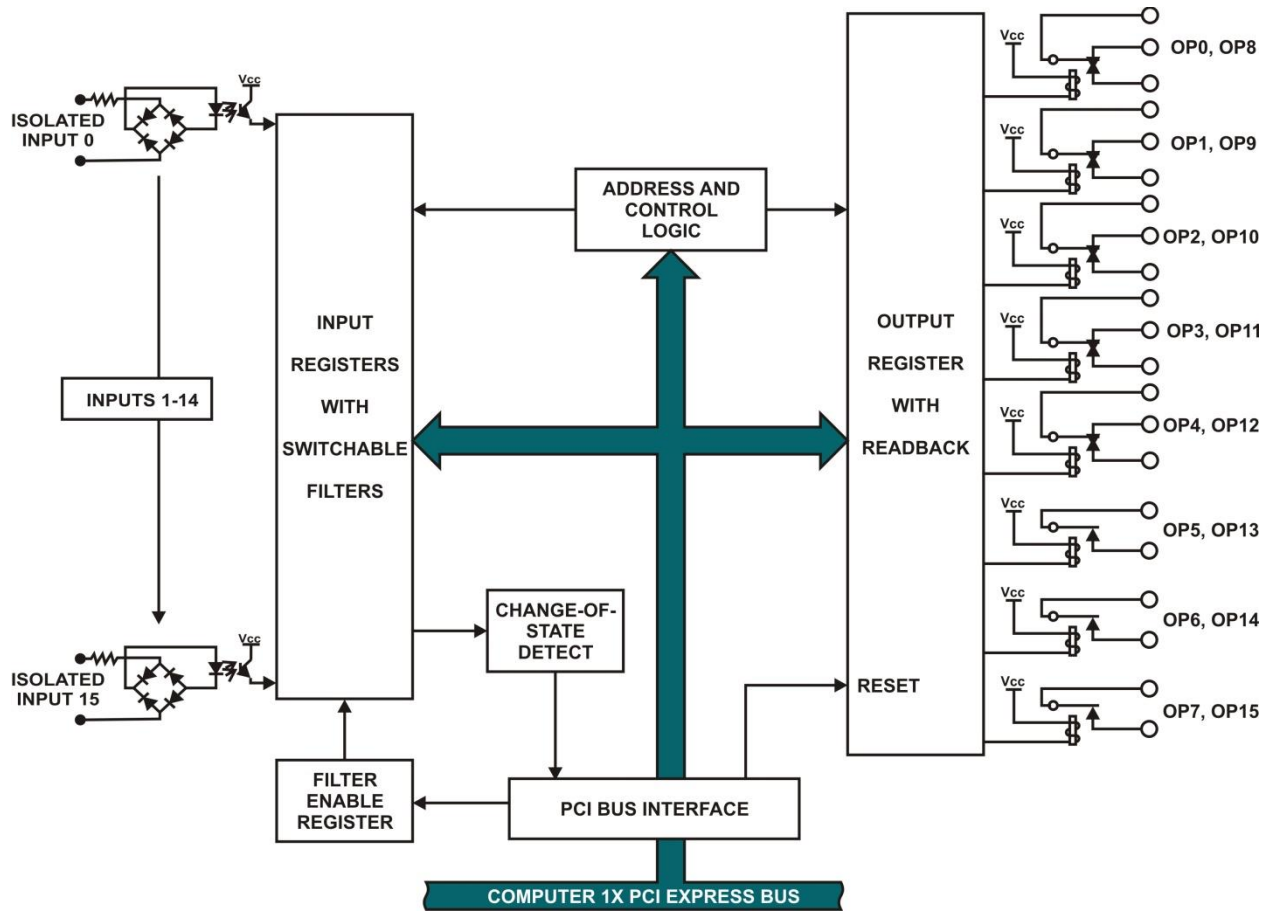 Vcc
ISOLATED
INPUT 0
INPUTS 1-14
Vcc
ISOLATED
INPUT 15
INPUT
REGISTERS
WITH
SWITCHABLE
FILTERS
FILTER
ENABLE
REGISTER
CHANGE-OF-
STATE
DETECT
ADDRESS AND
CONTROL
LOGIC
PCI BUS INTERFACE
COMPUTER 1X PCI EXPRESS BUS
OUTPUT
REGISTER
WITH
READBACK
RESET
Vcc
OP0, OP8
Vcc
OP1, OP9
Vcc
OP2, OP10
Vcc
OP3, OP11
Vcc
OP4, OP12
Vcc
OP5, OP13
Vcc
OP6, OP14
Vcc
OP7, OP15